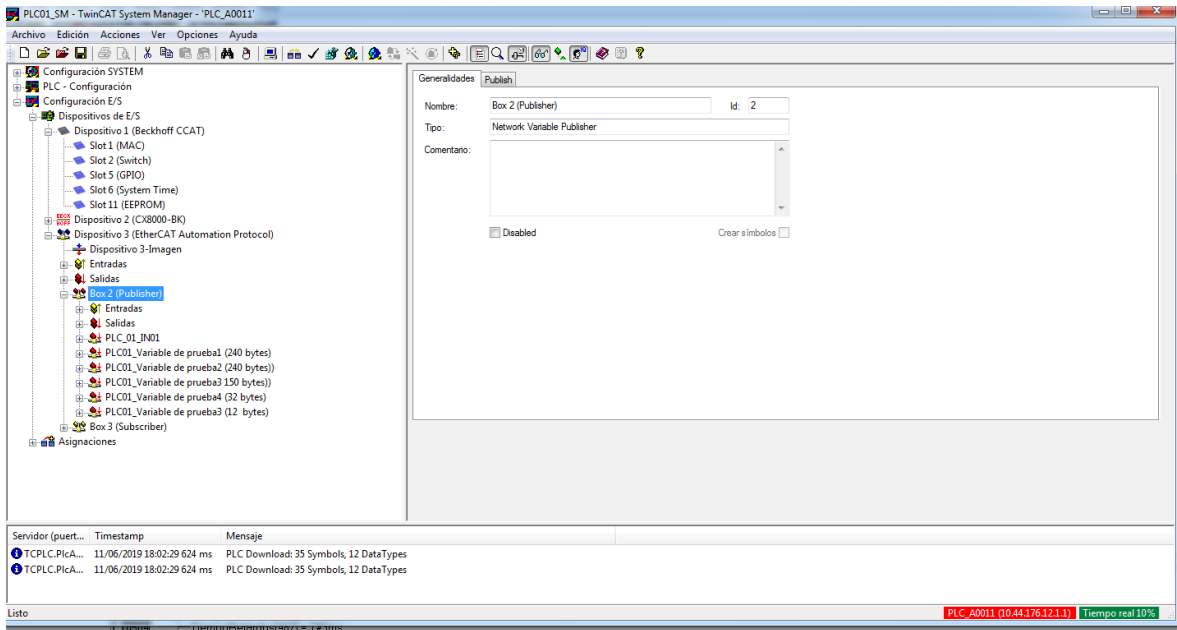 PLC01_SM - TwinCAT System Manager - 'PLC_A0011'
Archivo Edición Acciones Ver Opciones Ayuda
Configuración SYSTEM
PLC - Configuración
Configuración E/S
Dispositivos de E/S
Dispositivo 1 (Beckhoff CCAT)
Slot 1 (MAC)
Slot 2 (Switch)
Slot 5 (GPIO)
Slot 6 (System Time)
Slot 11 (EEPROM)
Dispositivo 2 (CX8000-BK)
Dispositivo 3 (EtherCAT Automation Protocol)
Dispositivo 3-Imagen
Entradas
Salidas
Box 2 (Publisher)
Entradas
Salidas
PLC_01_IN01
PLC01_Variable de prueba1 (240 bytes)
PLC01_Variable de prueba2 (240 bytes))
PLC01_Variable de prueba3 150 bytes))
PLC01_Variable de prueba4 (32 bytes)
PLC01_Variable de prueba3 (12 bytes)
Box 3 (Subscriber)
Asignaciones
Generalidades Publish
Nombre: Box 2 (Publisher) Id: 2
Tipo: Network Variable Publisher
Comentario:
Disabled Crear símbolos
Servidor (puert... Timestamp Mensaje
TCPLC.PlcA... 11/06/2019 18:02:29 624 ms PLC Download: 35 Symbols, 12 DataTypes
TCPLC.PlcA... 11/06/2019 18:02:29 624 ms PLC Download: 35 Symbols, 12 DataTypes
Listo PLC_A0011 (10.44.176.12.1.1) Tiempo real 10%